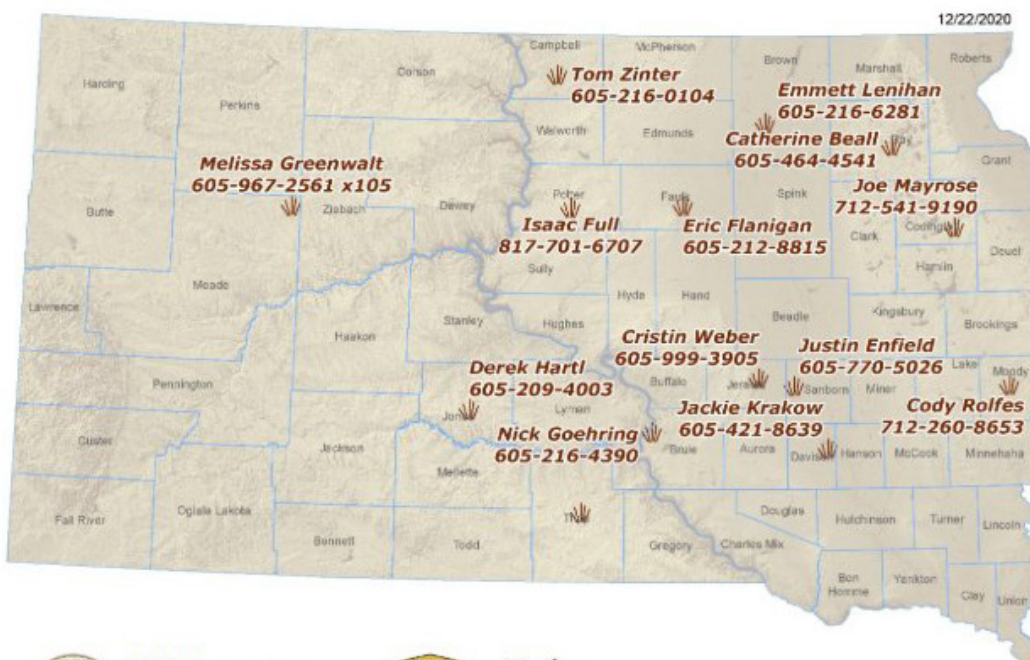 12/22/2020
Campbell
McPherson
Brown
Marshall
Roberts
Harding
Corson
Perkins
Tom Zinter
605-216-0104
Emmett Lenihan
605-216-6281
Walworth
Edmunds
Catherine Beall
605-464-4541
Day
Grant
Melissa Greenwalt
605-967-2561 x105
Butte
Ziebach
Dewey
Potter
Faulk
Spink
Joe Mayrose
712-541-9190
Codington
Isaac Full
817-701-6707
Eric Flanigan
605-212-8815
Clark
Deuel
Hamlin
Sully
Meade
Lawrence
Hyde
Hand
Stanley
Hughes
Beadle
Kingsbury
Brookings
Haakon
Cristin Weber
605-999-3905
Justin Enfield
605-770-5026
Lake
Moody
Derek Hartl
605-209-4003
Pennington
Buffalo
Jerauld
Sanborn
Miner
Jones
Lyman
Jackie Krakow
605-421-8639
Cody Rolfes
712-260-8653
Custer
Jackson
Nick Goehring
605-216-4390
Brule
Aurora
Davison
Hanson
McCook
Minnehaha
Mellette
Fall River
Oglala Lakota
Tripp
Douglas
Hutchinson
Turner
Lincoln
Bennett
Todd
Gregory
Charles Mix
Bon
Homme
Yankton
Clay
Union